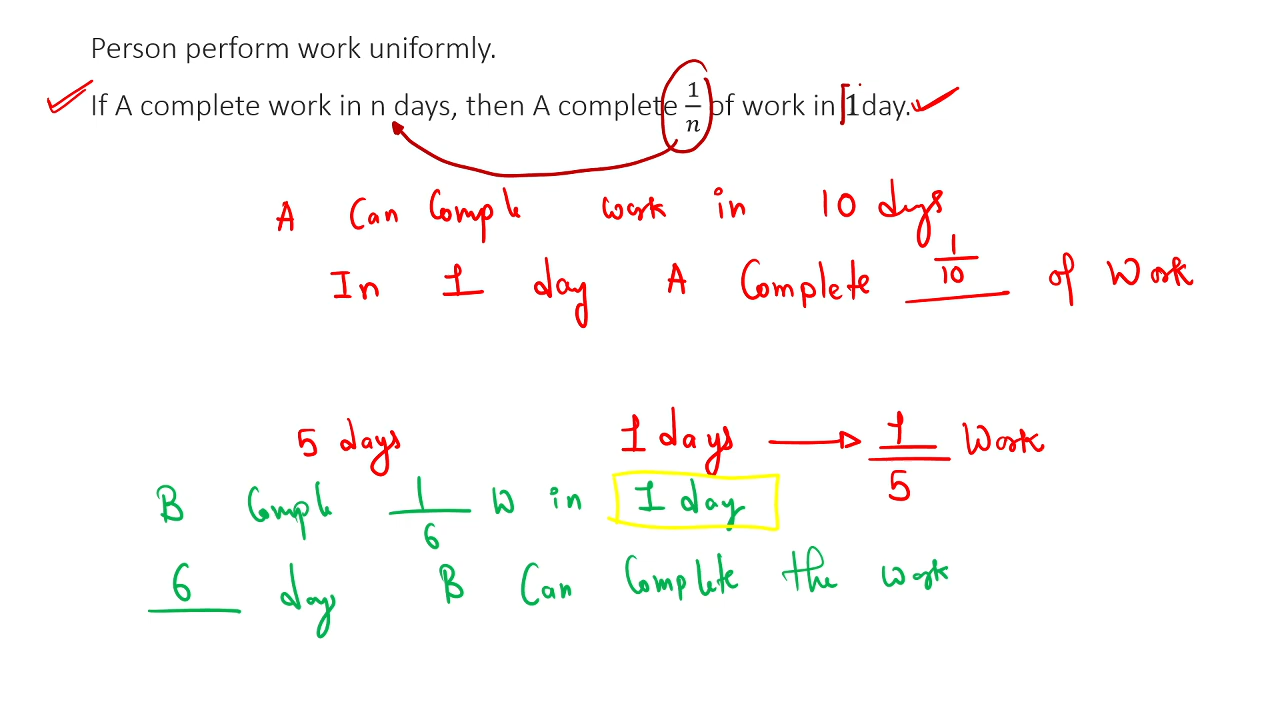 Person perform work uniformly.
If A complete work in n days, then A complete 1/n of work in 1 day.
A Can Comple work in 10 days
In 1 day A Complete 1/10 of Work
5 days 1 days → 1/5 Work
B Comple 1/6 W in 1 day
6 day B Can Complete the work